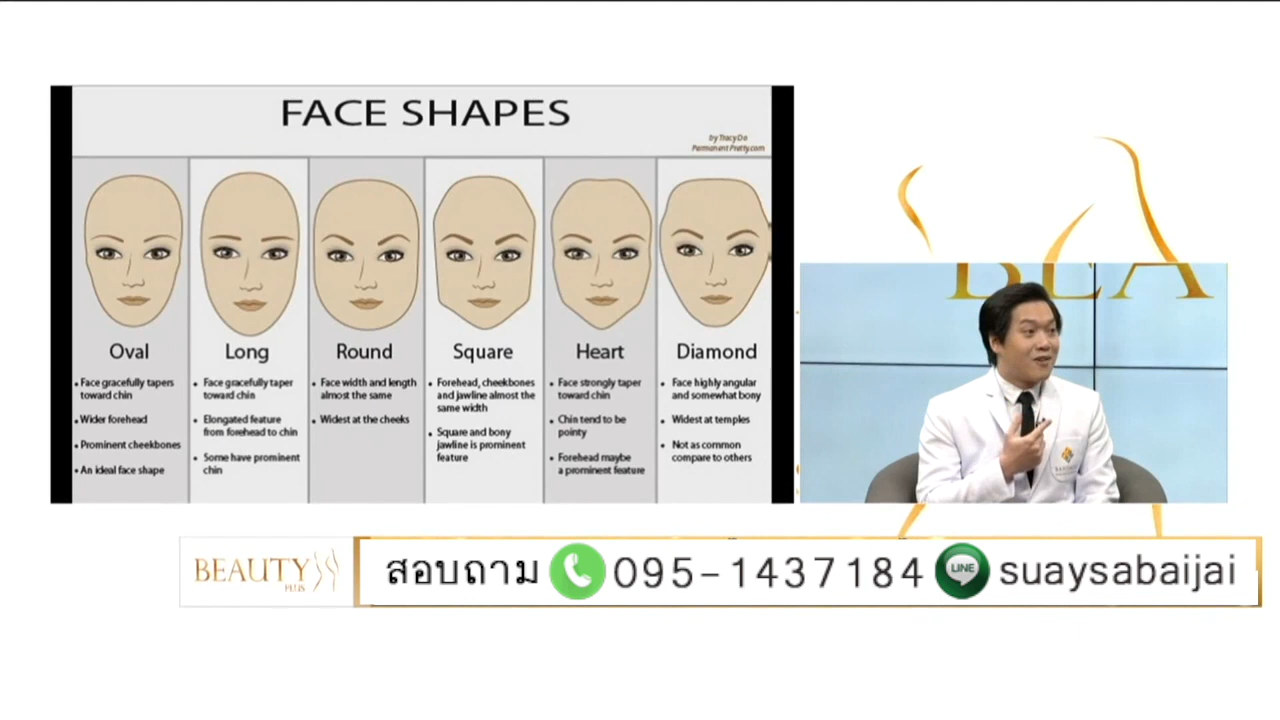 FACE SHAPES
by Tracy Do
Permanent Pretty.com
Oval
• Face gracefully tapers
toward chin
• Wider forehead
• Prominent cheekbones
• An ideal face shape
Long
• Face gracefully taper
toward chin
• Elongated feature
from forehead to chin
• Some have prominent
chin
Round
• Face width and length
almost the same
• Widest at the cheeks
Square
• Forehead, cheekbones
and jawline almost the
same width
• Square and bony
jawline is prominent
feature
Heart
• Face strongly taper
toward chin
• Chin tend to be
pointy
• Forehead maybe
a prominent feature
Diamond
• Face highly angular
and somewhat bony
• Widest at temples
• Not as common
compare to others
BEA
BEAUTY
PLUS
สอบถาม 095-1437184 LINE suaysabaijai